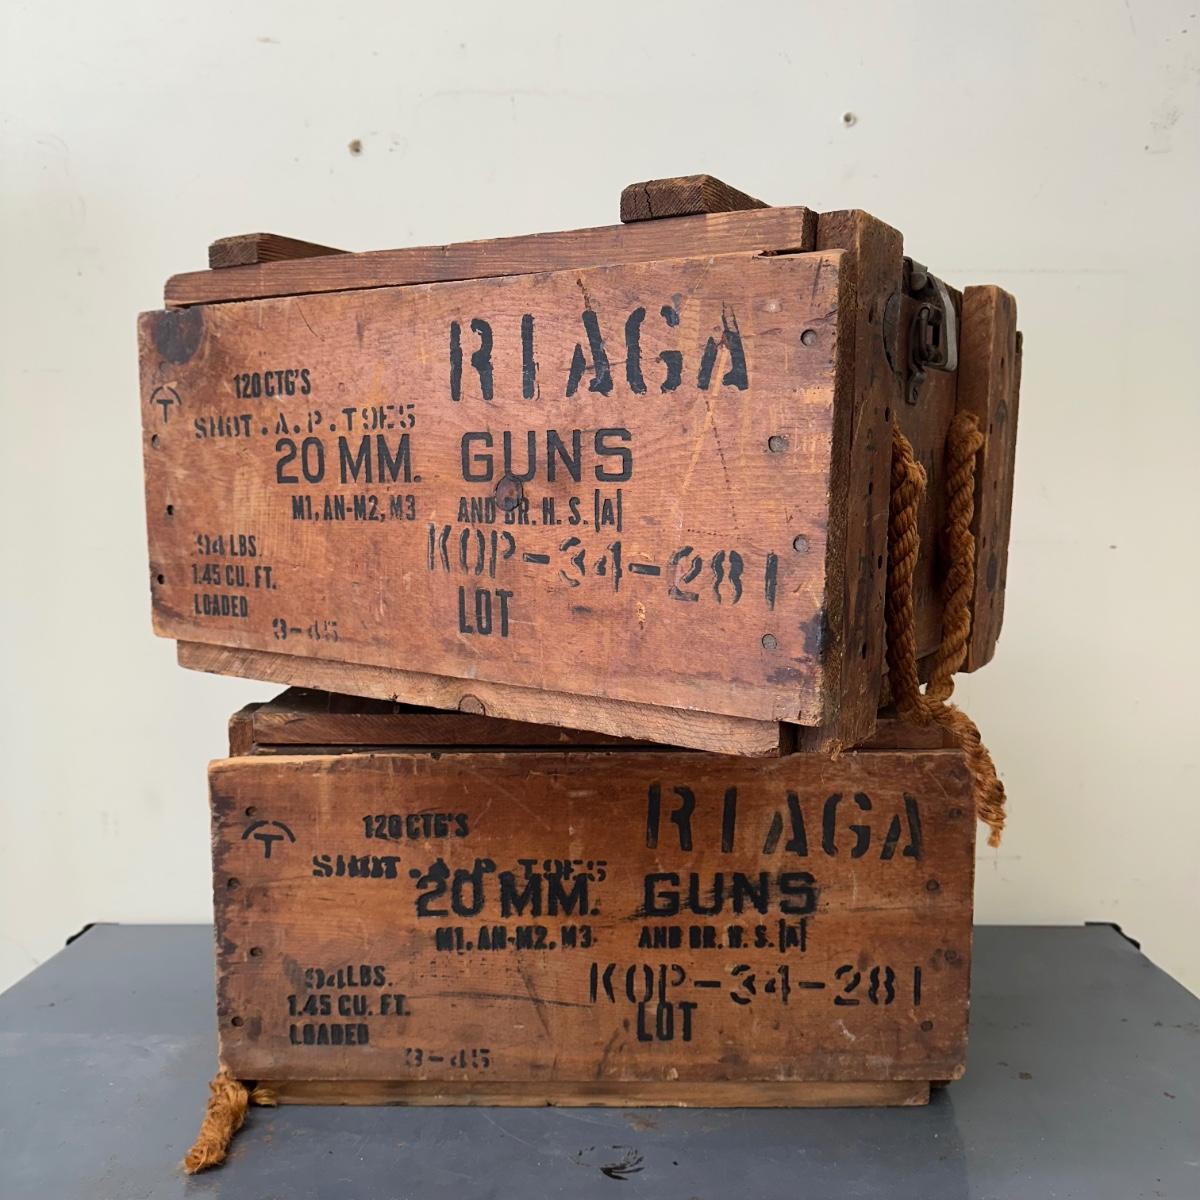 RIAGA
120 CTG'S
SHOT. A. P. T9E5
20 MM. GUNS
M1, AN-M2, M3 AND BR. H. S. (A)
94 LBS. KOP-34-281
1.45 CU. FT.
LOADED LOT
3-45
T
RIAGA
120 CTG'S
SHOT. A. P. T9E5
20 MM. GUNS
M1, AN-M2, M3 AND BR. H. S. (A)
94 LBS. KOP-34-281
1.45 CU. FT. LOT
LOADED
3-45
T